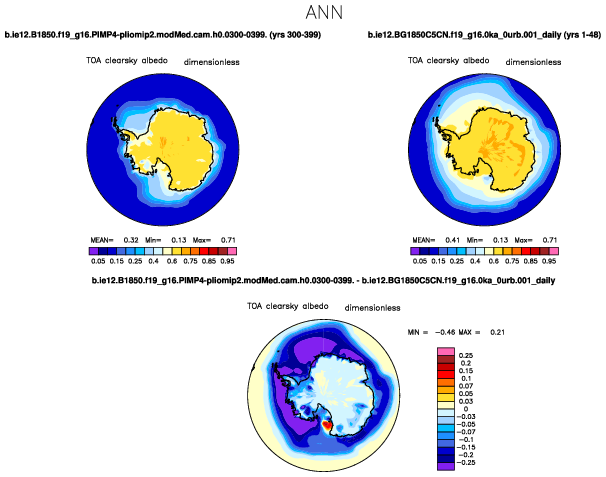 ANN
b.ie12.B1850.f19_g16.PIMP4-pliomip2.modMed.cam.h0.0300-0399. (yrs 300-399)
b.ie12.BG1850C5CN.f19_g16.0ka_0urb.001_daily (yrs 1-48)
TOA clearsky albedo dimensionless
TOA clearsky albedo dimensionless
MEAN= 0.32 Min= 0.13 Max= 0.71
MEAN= 0.41 Min= 0.13 Max= 0.71
0.05 0.15 0.25 0.4 0.6 0.75 0.85 0.95
0.05 0.15 0.25 0.4 0.6 0.75 0.85 0.95
b.ie12.B1850.f19_g16.PIMP4-pliomip2.modMed.cam.h0.0300-0399. - b.ie12.BG1850C5CN.f19_g16.0ka_0urb.001_daily
TOA clearsky albedo dimensionless
MIN = -0.46 MAX = 0.21
0.25
0.2
0.15
0.1
0.07
0.05
0.03
0
-0.03
-0.05
-0.07
-0.1
-0.15
-0.2
-0.25